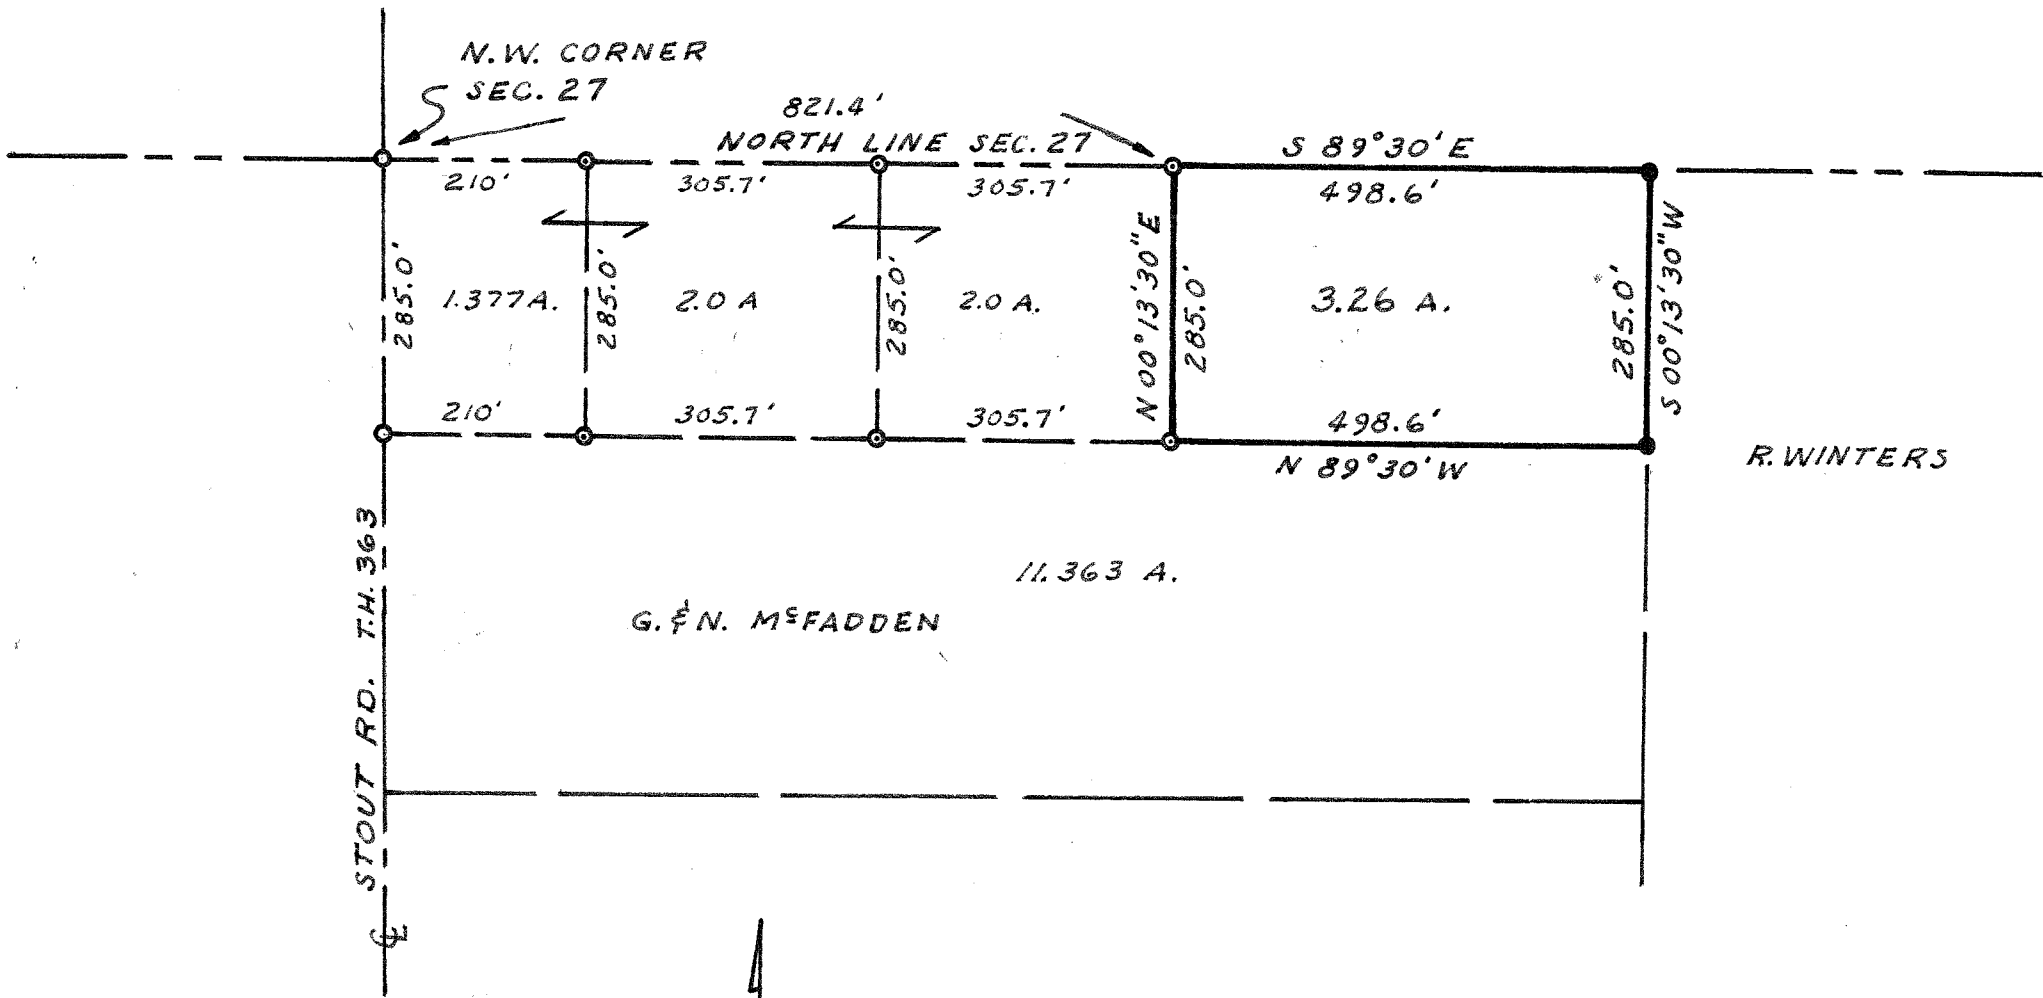 N.W. CORNER
SEC. 27
821.4'
NORTH LINE SEC. 27
S 89°30' E
210'
305.7'
305.7'
498.6'
285.0'
1.377 A.
285.0'
2.0 A
285.0'
2.0 A.
N 00°13'30" E
285.0'
3.26 A.
285.0'
S 00°13'30" W
210'
305.7'
305.7'
498.6'
N 89°30' W
R. WINTERS
11.363 A.
G. & N. McFADDEN
STOUT RD. T.H. 363
℄